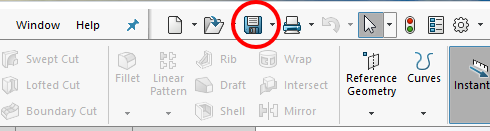 Window Help
Swept Cut
Lofted Cut
Boundary Cut
Fillet
Linear
Pattern
Rib
Draft
Shell
Wrap
Intersect
Mirror
Reference
Geometry
Curves
Instant